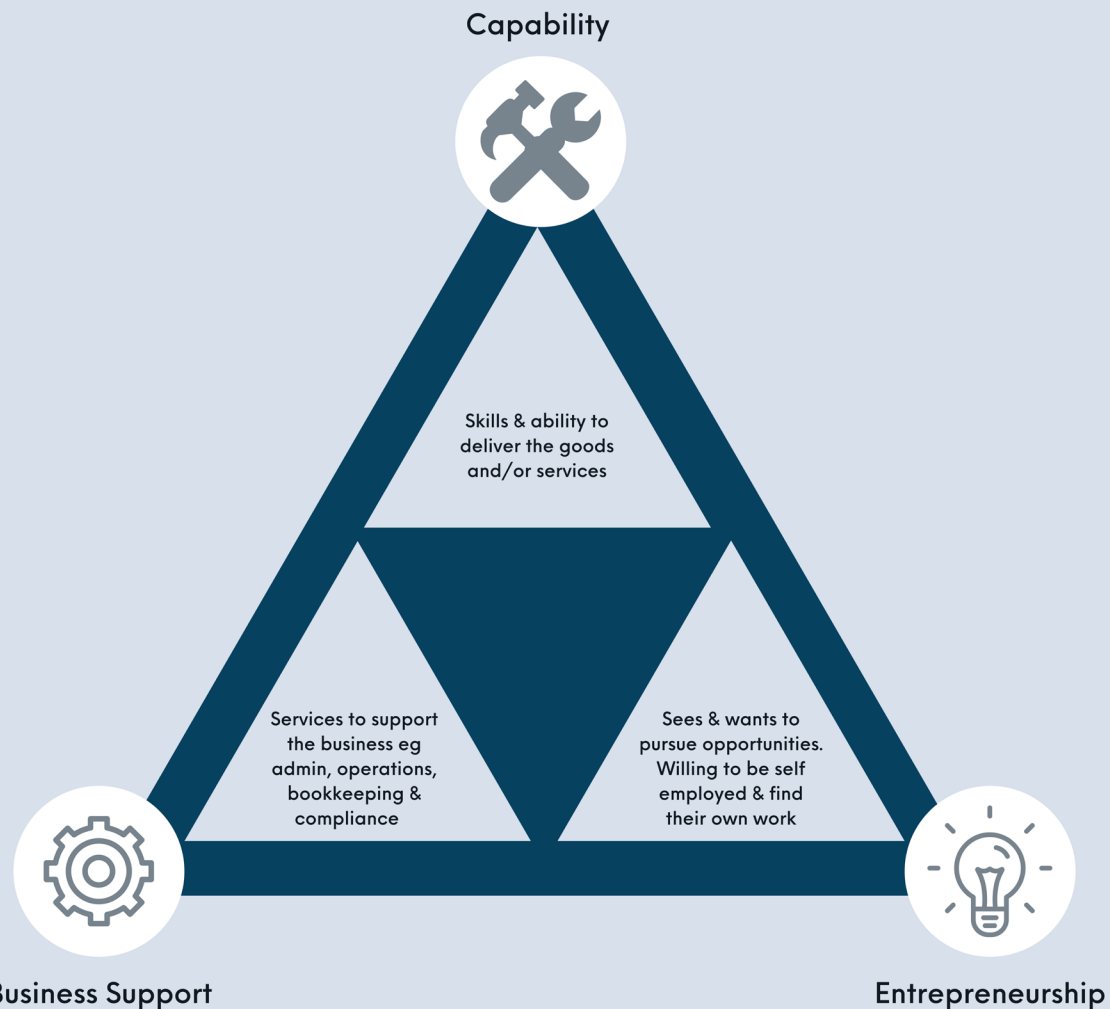 Capability
Skills & ability to
deliver the goods
and/or services
Services to support
the business eg
admin, operations,
bookkeeping &
compliance
Sees & wants to
pursue opportunities.
Willing to be self
employed & find
their own work
Business Support
Entrepreneurship